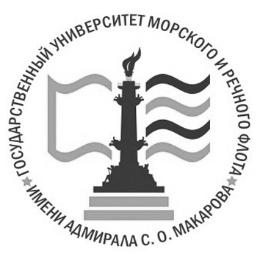 ГОСУДАРСТВЕННЫЙ УНИВЕРСИТЕТ МОРСКОГО И РЕЧНОГО ФЛОТА
ИМЕНИ АДМИРАЛА С. О. МАКАРОВА